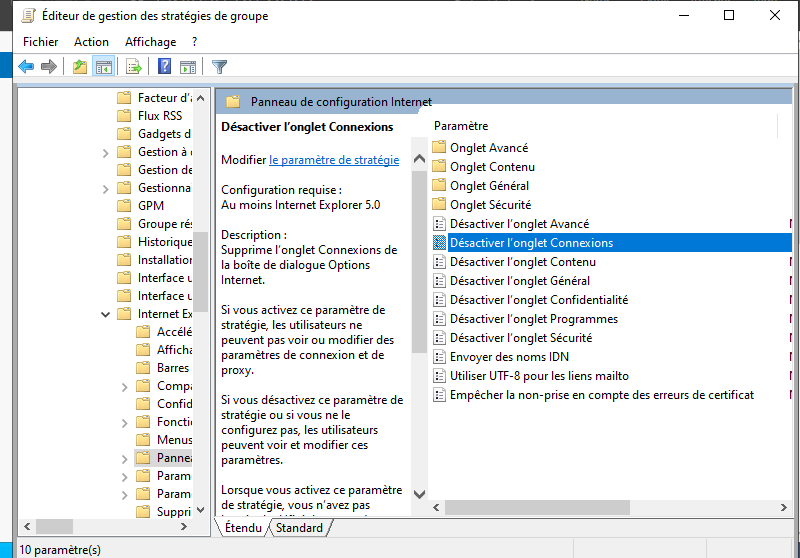 Éditeur de gestion des stratégies de groupe
Fichier Action Affichage ?
Facteur d'a
Flux RSS
Gadgets d
Gestion à
Gestion de
Gestionna
GPM
Groupe rés
Historique
Installation
Interface u
Interface u
Internet Ex
Accélé
Afficha
Barres
Compa
Confid
Fonctio
Menus
Pannea
Param
Param
Suppri
Panneau de configuration Internet
Désactiver l'onglet Connexions
Modifier le paramètre de stratégie
Configuration requise :
Au moins Internet Explorer 5.0
Description :
Supprime l'onglet Connexions de
la boîte de dialogue Options
Internet.
Si vous activez ce paramètre de
stratégie, les utilisateurs ne
peuvent pas voir ou modifier des
paramètres de connexion et de
proxy.
Si vous désactivez ce paramètre de
stratégie ou si vous ne le
configurez pas, les utilisateurs
peuvent voir et modifier ces
paramètres.
Lorsque vous activez ce paramètre
de stratégie, vous n'avez pas
Paramètre
Onglet Avancé
Onglet Contenu
Onglet Général
Onglet Sécurité
Désactiver l'onglet Avancé
Désactiver l'onglet Connexions
Désactiver l'onglet Contenu
Désactiver l'onglet Général
Désactiver l'onglet Confidentialité
Désactiver l'onglet Programmes
Désactiver l'onglet Sécurité
Envoyer des noms IDN
Utiliser UTF-8 pour les liens mailto
Empêcher la non-prise en compte des erreurs de certificat
Étendu Standard
10 paramètre(s)